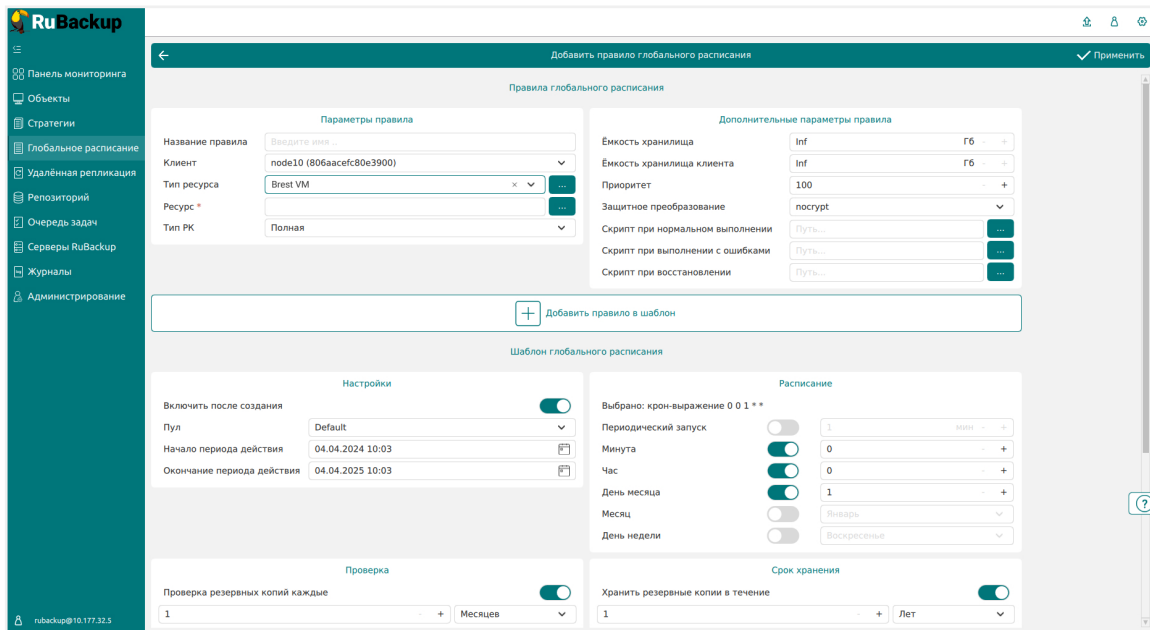 RuBackup
Панель мониторинга
Объекты
Стратегии
Глобальное расписание
Удалённая репликация
Репозиторий
Очередь задач
Серверы RuBackup
Журналы
Администрирование
rubackup@10.177.32.5
Добавить правило глобального расписания
Применить
Правила глобального расписания
Параметры правила
Название правила Введите имя ..
Клиент node10 (806aacefc80e3900)
Тип ресурса Brest VM × ...
Ресурс * ...
Тип РК Полная
Дополнительные параметры правила
Ёмкость хранилища Inf Гб - +
Ёмкость хранилища клиента Inf Гб - +
Приоритет 100 - +
Защитное преобразование nocrypt
Скрипт при нормальном выполнении Путь... ...
Скрипт при выполнении с ошибками Путь... ...
Скрипт при восстановлении Путь... ...
Добавить правило в шаблон
Шаблон глобального расписания
Настройки
Включить после создания
Пул Default
Начало периода действия 04.04.2024 10:03
Окончание периода действия 04.04.2025 10:03
Расписание
Выбрано: крон-выражение 0 0 1 * *
Периодический запуск 1 мин - +
Минута 0 - +
Час 0 - +
День месяца 1 - +
Месяц Январь
День недели Воскресенье
Проверка
Проверка резервных копий каждые
1 - + Месяцев
Срок хранения
Хранить резервные копии в течение
1 - + Лет
?